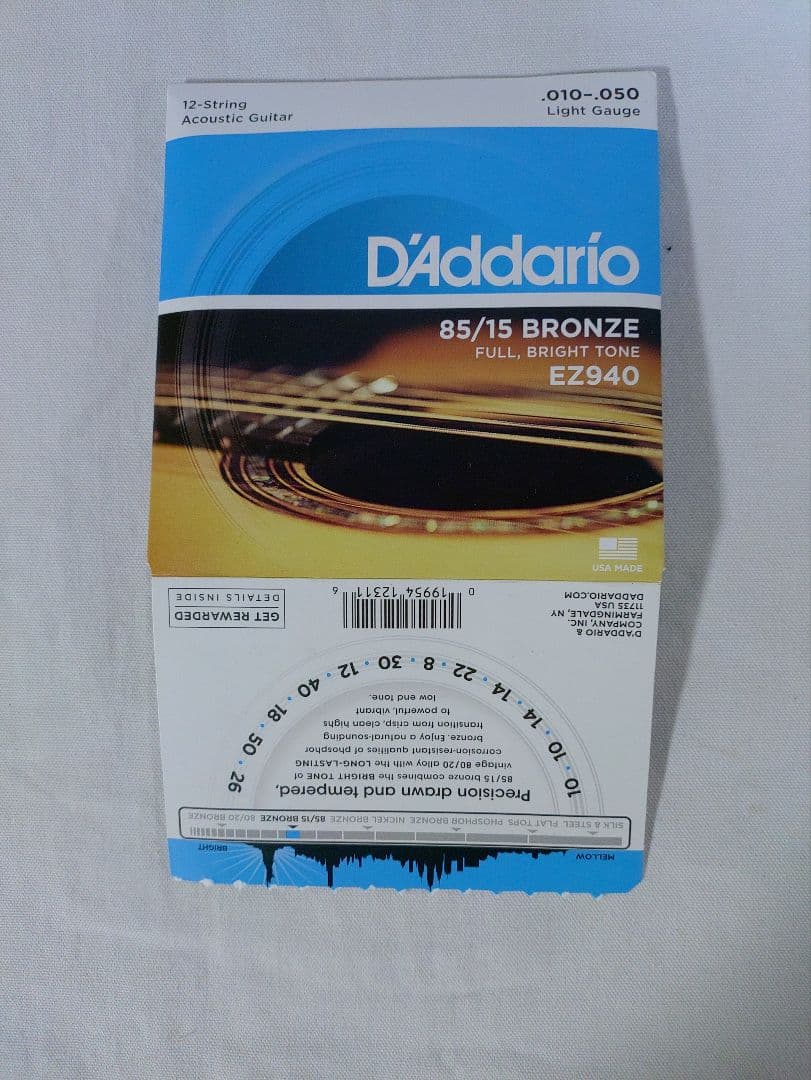 12-String
Acoustic Guitar
.010–.050
Light Gauge
D'Addario
85/15 BRONZE
FULL, BRIGHT TONE
EZ940
USA MADE
MELLOW
BRIGHT
SILK & STEEL FLAT TOPS PHOSPHOR BRONZE NICKEL BRONZE 85/15 BRONZE 80/20 BRONZE
Precision drawn and tempered,
85/15 bronze combines the BRIGHT TONE of
vintage 80/20 alloy with the LONG-LASTING
corrosion-resistant qualities of phosphor
bronze. Enjoy a natural-sounding
transition from crisp, clean highs
to powerful, vibrant
low end tone.
10 • 10 • 14 • 14 • 22 • 8 • 30 • 12 • 40 • 18 • 50 • 26
D'ADDARIO &
COMPANY, INC.
FARMINGDALE, NY
11735 USA
DADDARIO.COM
0 19954 12311 6
GET REWARDED
DETAILS INSIDE